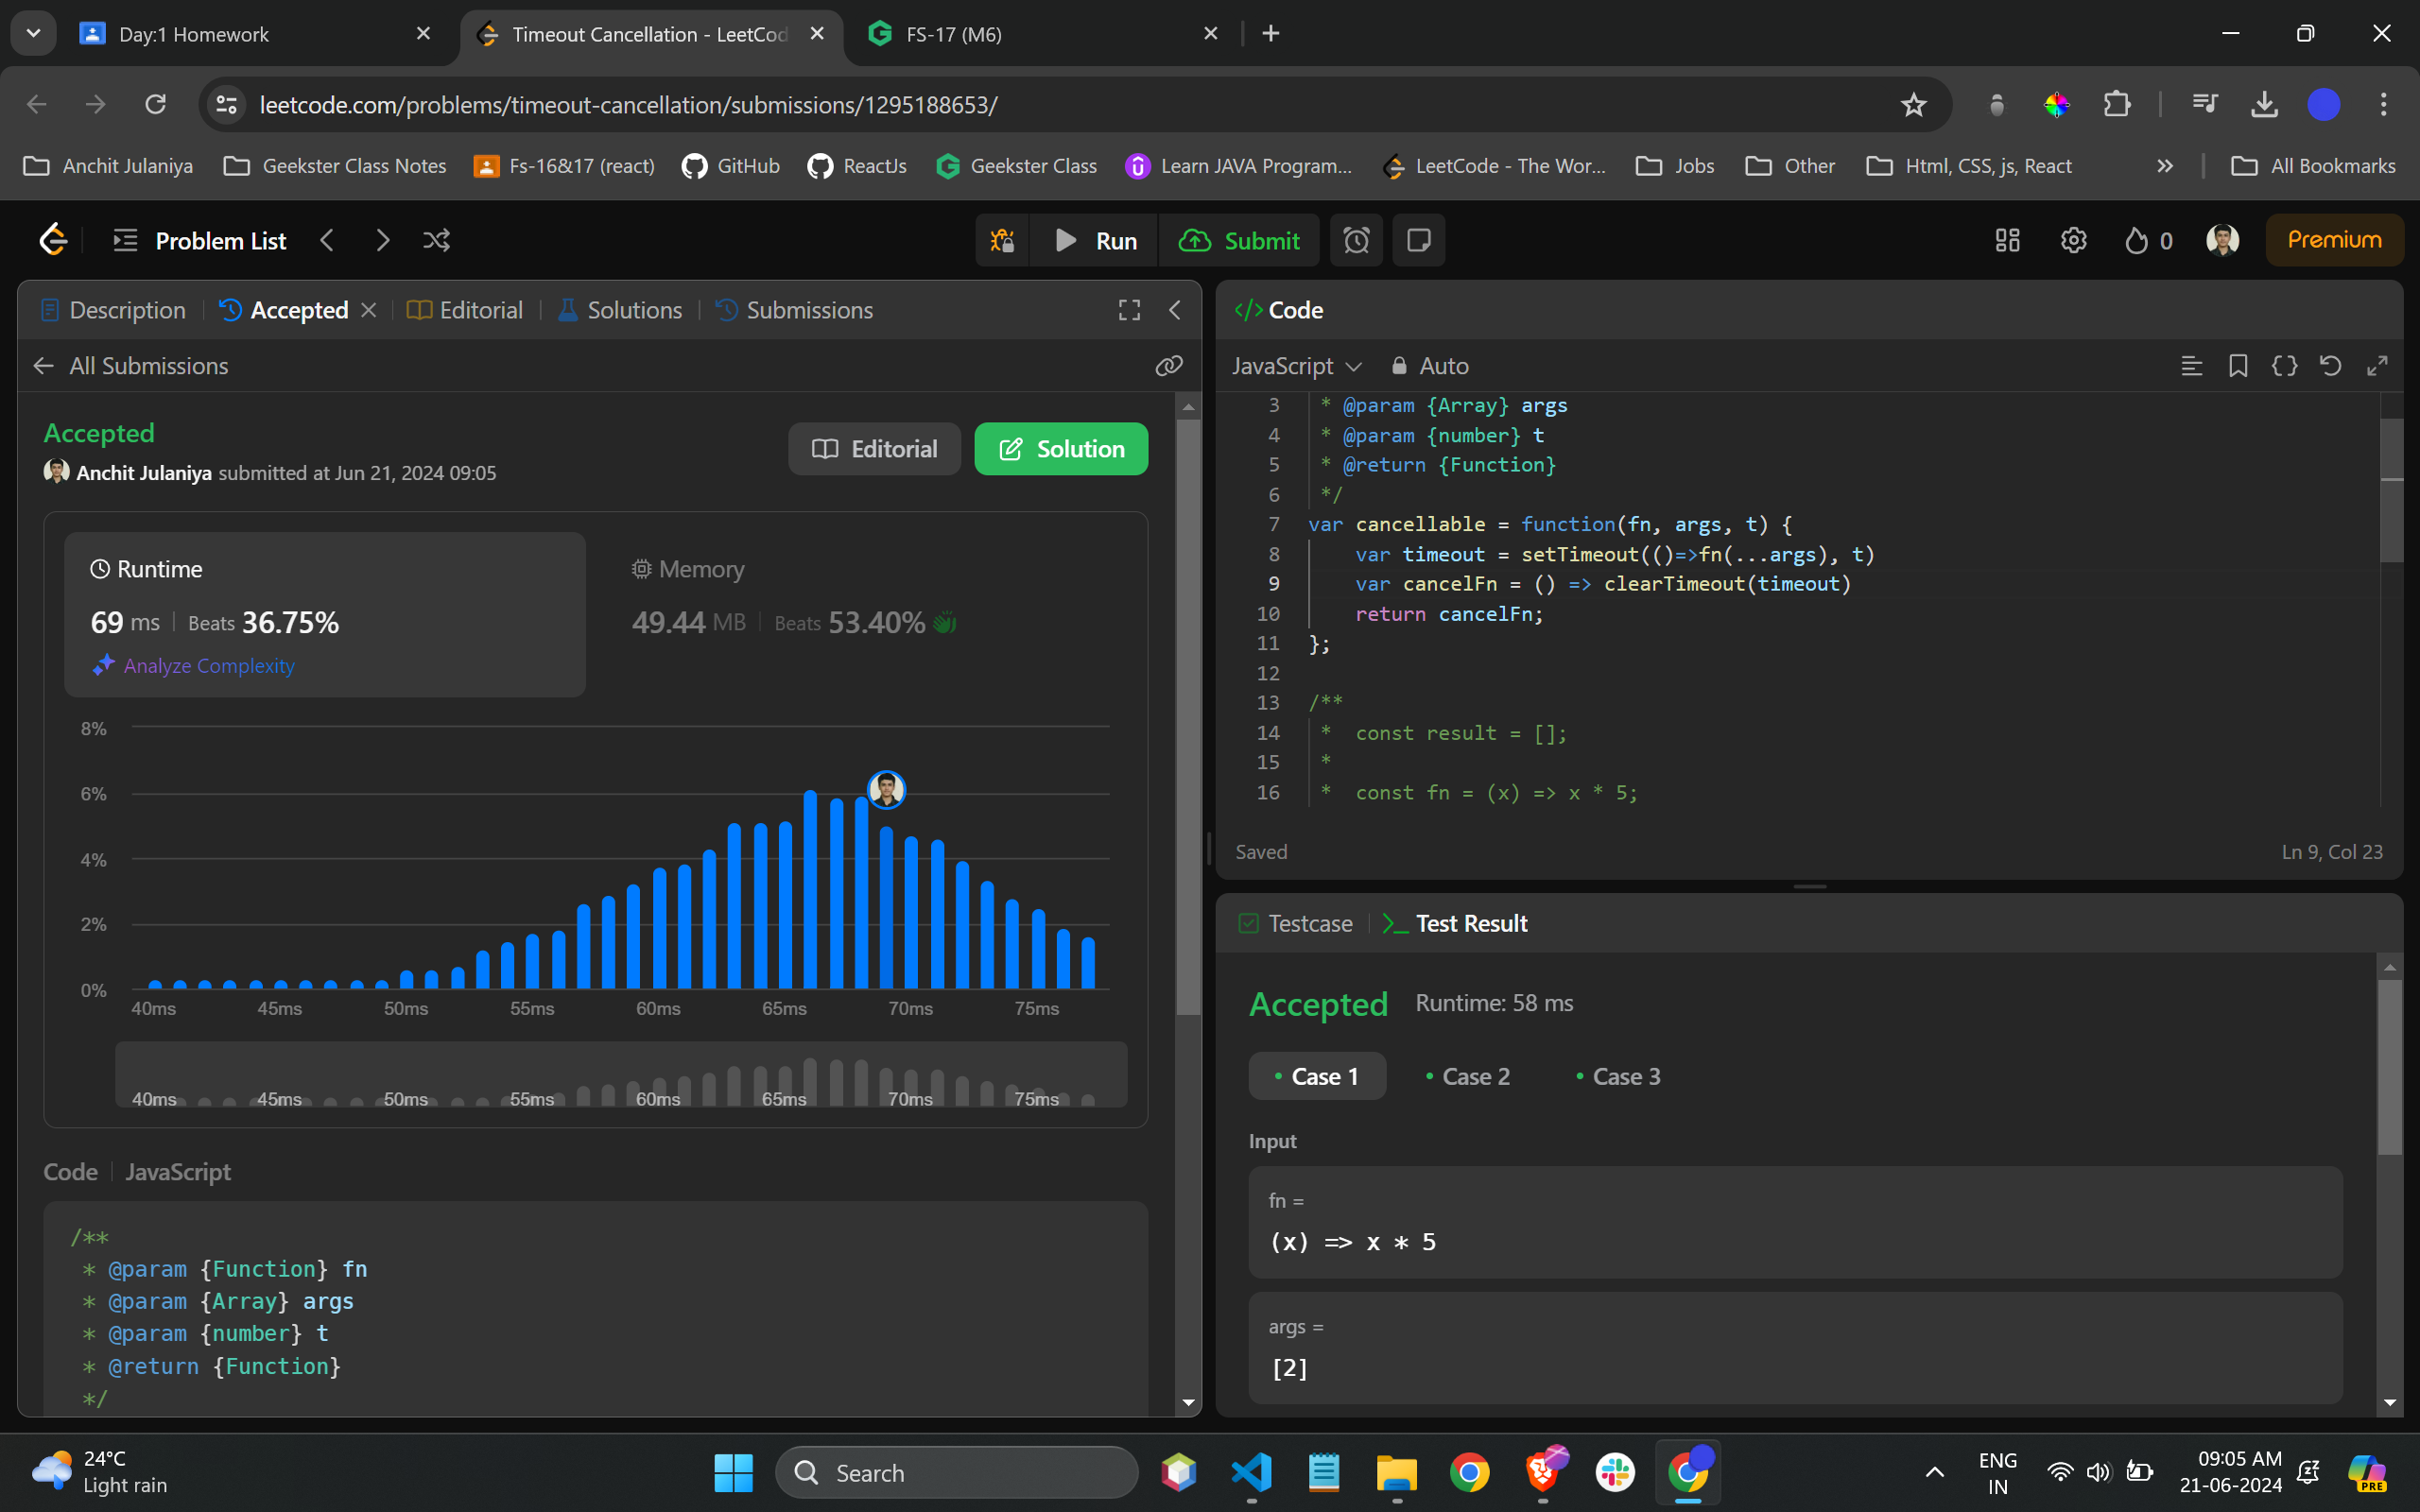 Day:1 Homework
Timeout Cancellation - LeetCod
FS-17 (M6)
leetcode.com/problems/timeout-cancellation/submissions/1295188653/
Anchit Julaniya
Geekster Class Notes
Fs-16&17 (react)
GitHub
ReactJs
Geekster Class
Learn JAVA Program...
LeetCode - The Wor...
Jobs
Other
Html, CSS, js, React
All Bookmarks
Problem List
Run
Submit
0
Premium
Description
Accepted
Editorial
Solutions
Submissions
All Submissions
Accepted
Anchit Julaniya submitted at Jun 21, 2024 09:05
Editorial
Solution
Runtime
69 ms | Beats 36.75%
Analyze Complexity
Memory
49.44 MB | Beats 53.40%
8%
6%
4%
2%
0%
40ms 45ms 50ms 55ms 60ms 65ms 70ms 75ms
40ms 45ms 50ms 55ms 60ms 65ms 70ms 75ms
Code | JavaScript
/**
* @param {Function} fn
* @param {Array} args
* @param {number} t
* @return {Function}
*/
</> Code
JavaScript
Auto
3 * @param {Array} args
4 * @param {number} t
5 * @return {Function}
6 */
7 var cancellable = function(fn, args, t) {
8 var timeout = setTimeout(()=>fn(...args), t)
9 var cancelFn = () => clearTimeout(timeout)
10 return cancelFn;
11 };
12
13 /**
14 * const result = [];
15 *
16 * const fn = (x) => x * 5;
Saved
Ln 9, Col 23
Testcase
Test Result
Accepted
Runtime: 58 ms
Case 1
Case 2
Case 3
Input
fn =
(x) => x * 5
args =
[2]
24°C
Light rain
Search
PRE
ENG
IN
09:05 AM
21-06-2024